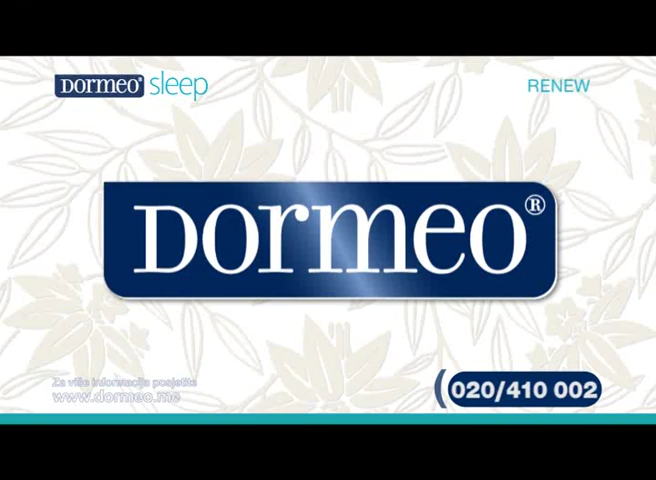 DORMEO® sleep
RENEW
DORMEO®
Za više informacija posjetite
www.dormeo.me
020/410 002